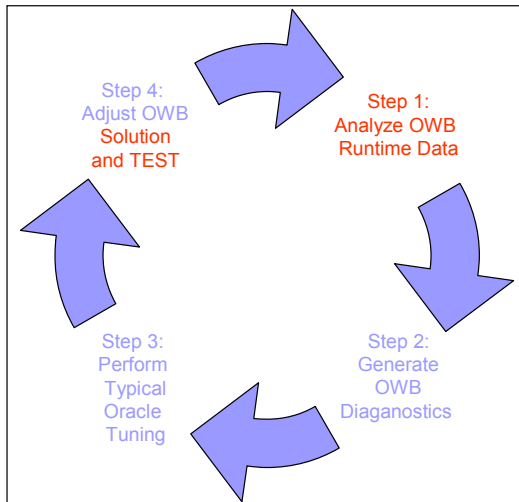 Step 1:
Analyze OWB
Runtime Data
Step 2:
Generate
OWB
Diaganostics
Step 3:
Perform
Typical
Oracle
Tuning
Step 4:
Adjust OWB
Solution
and TEST